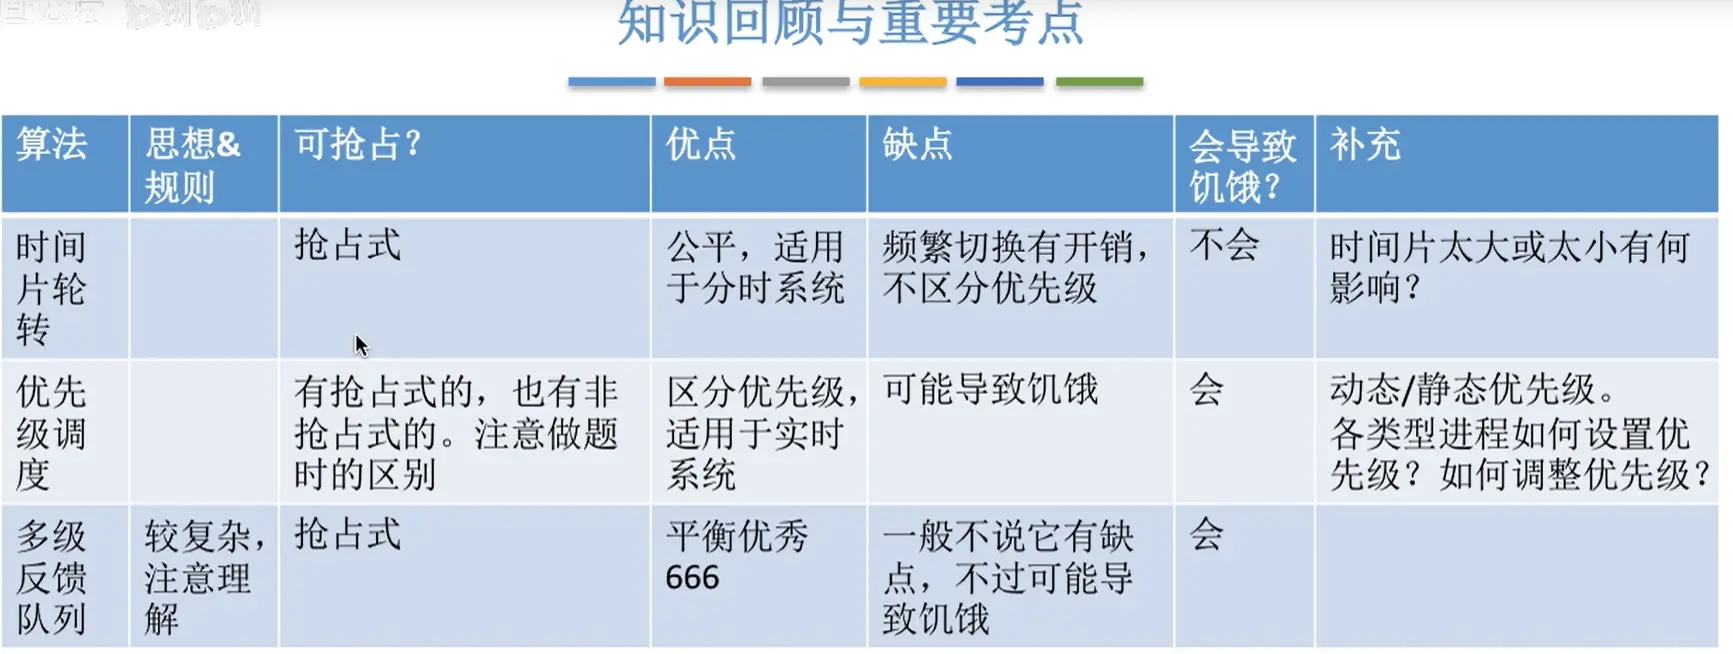 知识回顾与重要考点
算法
思想&
规则
可抢占？
优点
缺点
会导致
饥饿？
补充
时间
片轮
转
抢占式
公平，适用
于分时系统
频繁切换有开销，
不区分优先级
不会
时间片太大或太小有何
影响？
优先
级调
度
有抢占式的，也有非
抢占式的。注意做题
时的区别
区分优先级，
适用于实时
系统
可能导致饥饿
会
动态/静态优先级。
各类型进程如何设置优
先级？如何调整优先级？
多级
反馈
队列
较复杂，
注意理
解
抢占式
平衡优秀
666
一般不说它有缺
点，不过可能导
致饥饿
会